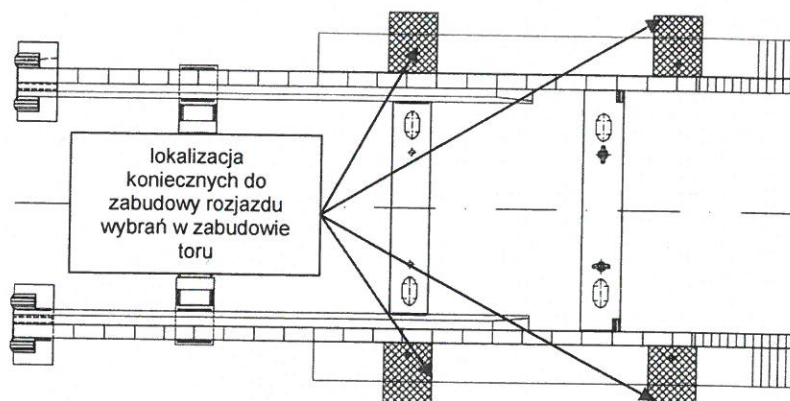 lokalizacja
koniecznych do
zabudowy rozjazdu
wybrań w zabudowie
toru